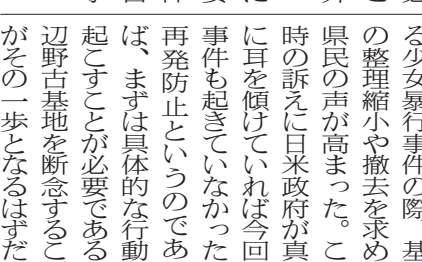 る少女暴行事件の際、基
の整理縮小や撤去を求め
県民の声が高まった。こ
時の訴えに日米政府が真
に耳を傾けていれば今回
事件も起きていなかった
再発防止というのであ
ば、まずは具体的な行動
起こすことが必要である
辺野古基地を断念するこ
がその一歩となるはずだ